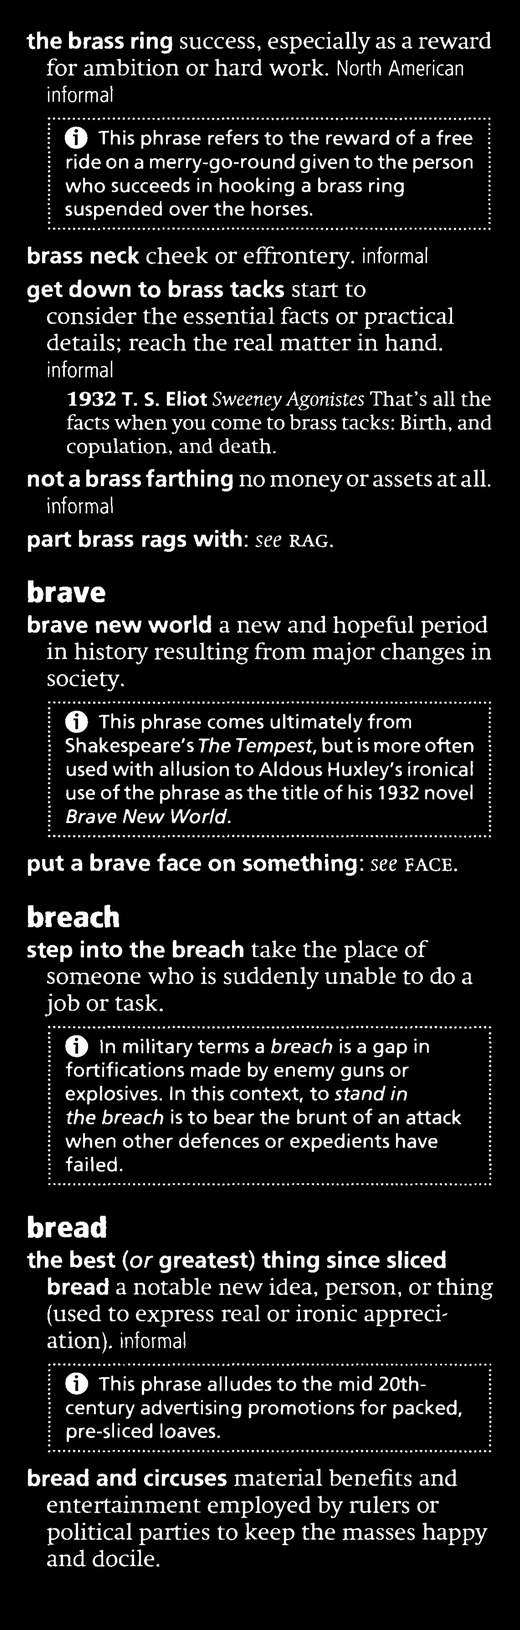 the brass ring success, especially as a reward
for ambition or hard work. North American
informal
This phrase refers to the reward of a free
ride on a merry-go-round given to the person
who succeeds in hooking a brass ring
suspended over the horses.
brass neck cheek or effrontery. informal
get down to brass tacks start to
consider the essential facts or practical
details; reach the real matter in hand.
informal
1932 T. S. Eliot Sweeney Agonistes That's all the
facts when you come to brass tacks: Birth, and
copulation, and death.
not a brass farthing no money or assets at all.
informal
part brass rags with: see RAG.
brave
brave new world a new and hopeful period
in history resulting from major changes in
society.
This phrase comes ultimately from
Shakespeare's The Tempest, but is more often
used with allusion to Aldous Huxley's ironical
use of the phrase as the title of his 1932 novel
Brave New World.
put a brave face on something: see FACE.
breach
step into the breach take the place of
someone who is suddenly unable to do a
job or task.
In military terms a breach is a gap in
fortifications made by enemy guns or
explosives. In this context, to stand in
the breach is to bear the brunt of an attack
when other defences or expedients have
failed.
bread
the best (or greatest) thing since sliced
bread a notable new idea, person, or thing
(used to express real or ironic appreci-
ation). informal
This phrase alludes to the mid 20th-
century advertising promotions for packed,
pre-sliced loaves.
bread and circuses material benefits and
entertainment employed by rulers or
political parties to keep the masses happy
and docile.